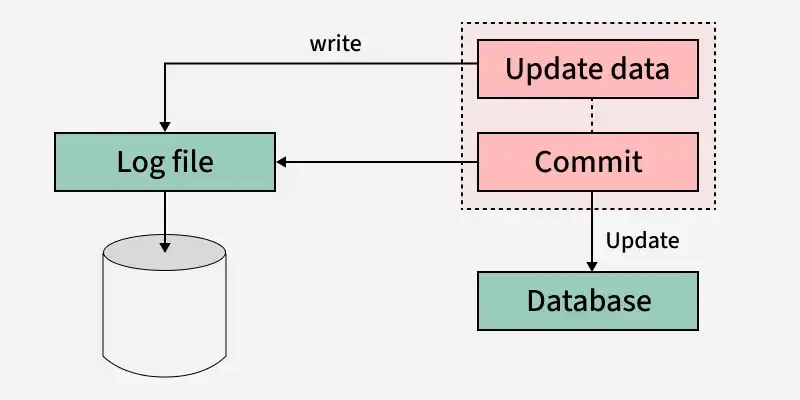 write
Update data
Log file
Commit
Update
Database